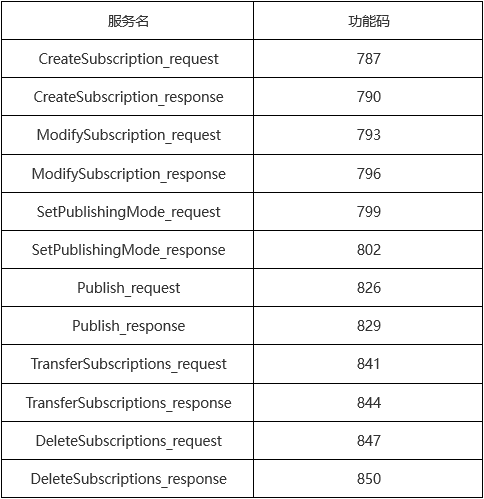 服务名 功能码
CreateSubscription_request 787
CreateSubscription_response 790
ModifySubscription_request 793
ModifySubscription_response 796
SetPublishingMode_request 799
SetPublishingMode_response 802
Publish_request 826
Publish_response 829
TransferSubscriptions_request 841
TransferSubscriptions_response 844
DeleteSubscriptions_request 847
DeleteSubscriptions_response 850